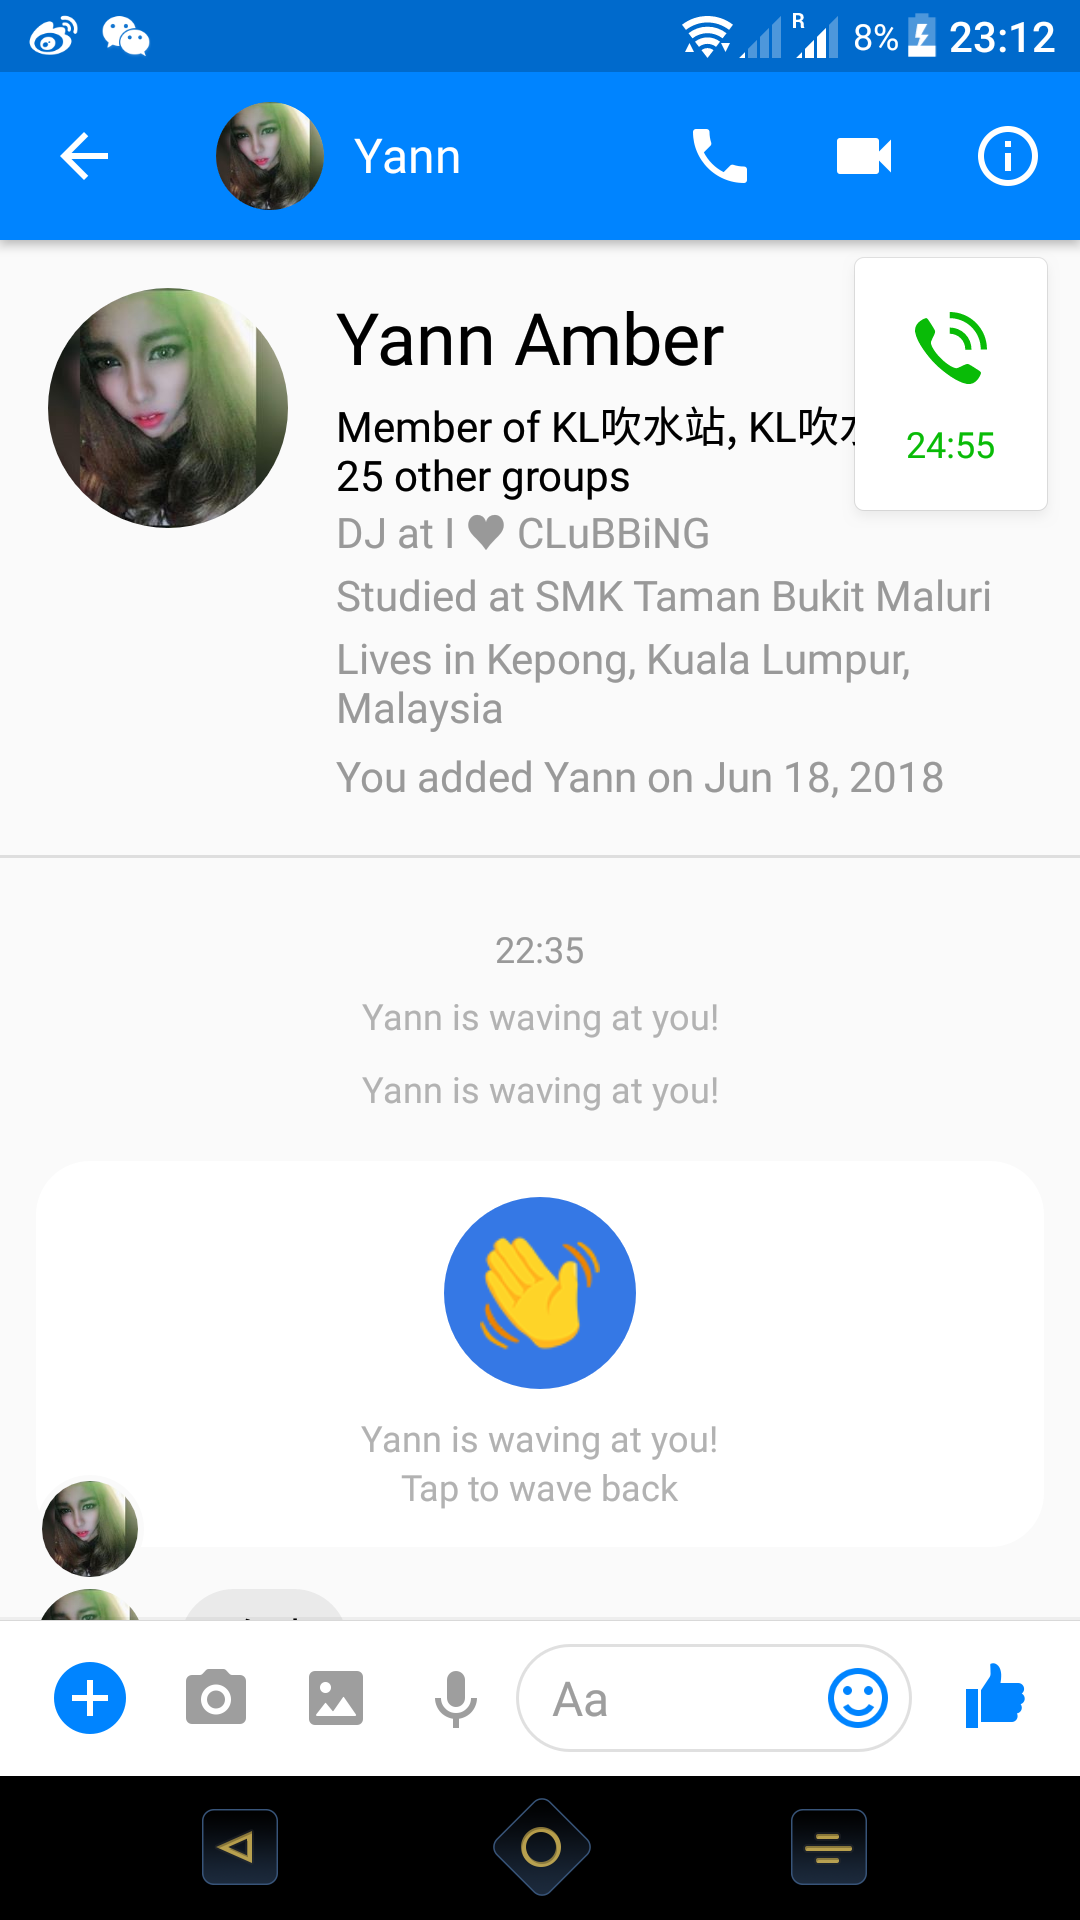 R 8% 23:12
Yann
Yann Amber
Member of KL吹水站, KL吹
25 other groups
24:55
DJ at I ♥ CLuBBiNG
Studied at SMK Taman Bukit Maluri
Lives in Kepong, Kuala Lumpur,
Malaysia
You added Yann on Jun 18, 2018
22:35
Yann is waving at you!
Yann is waving at you!
Yann is waving at you!
Tap to wave back
Aa